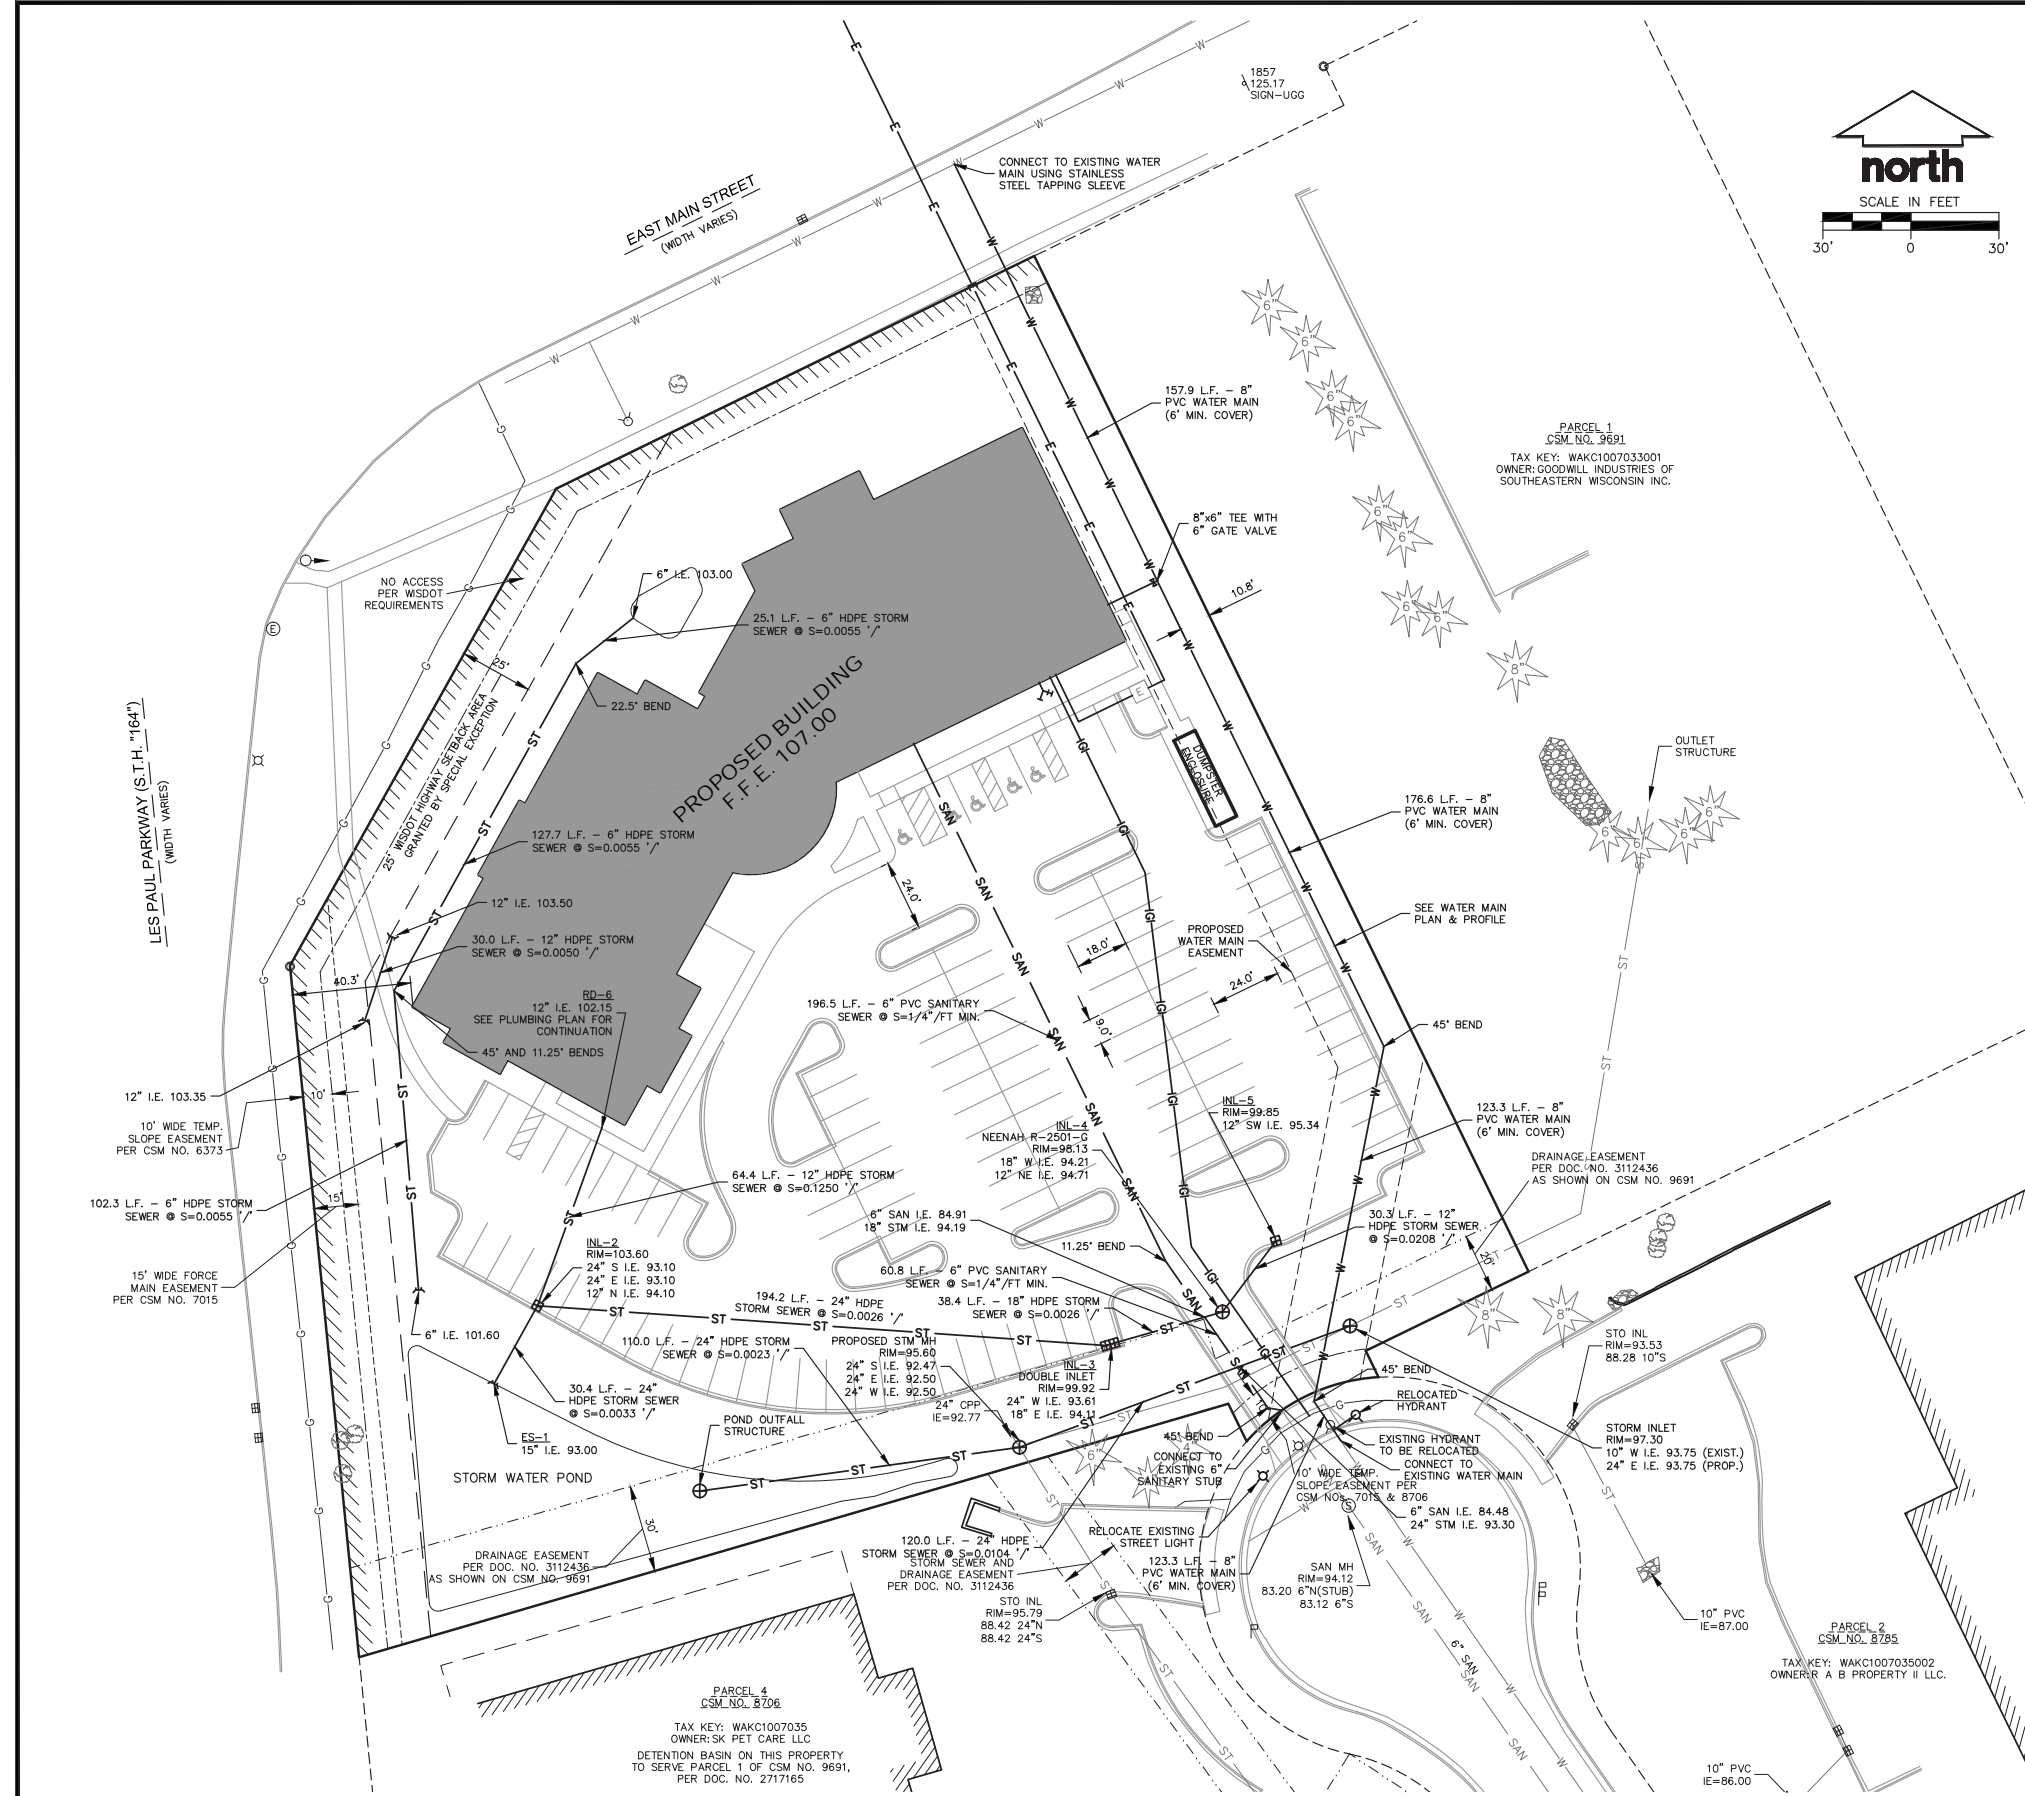 1857
125.17
SIGN-UGG
north
SCALE IN FEET
30' 0 30'
CONNECT TO EXISTING WATER
MAIN USING STAINLESS
STEEL TAPPING SLEEVE
EAST MAIN STREET
(WIDTH VARIES)
157.9 L.F. - 8"
PVC WATER MAIN
(6' MIN. COVER)
PARCEL 1
CSM NO. 9691
TAX KEY: WAKC1007033001
OWNER: GOODWILL INDUSTRIES OF
SOUTHEASTERN WISCONSIN INC.
8"x6" TEE WITH
6" GATE VALVE
NO ACCESS
PER WISDOT
REQUIREMENTS
6" I.E. 103.00
25.1 L.F. - 6" HDPE STORM
SEWER @ S=0.0055 '/'
10.8'
25'
22.5° BEND
25' WISDOT HIGHWAY SETBACK AREA
GRANTED BY SPECIAL EXCEPTION
PROPOSED BUILDING
F.F.E. 107.00
LES PAUL PARKWAY (S.T.H. "164")
(WIDTH VARIES)
DUMPSTER
ENCLOSURE
OUTLET
STRUCTURE
176.6 L.F. - 8"
PVC WATER MAIN
(6' MIN. COVER)
127.7 L.F. - 6" HDPE STORM
SEWER @ S=0.0055 '/'
12" I.E. 103.50
24.0'
SEE WATER MAIN
PLAN & PROFILE
30.0 L.F. - 12" HDPE STORM
SEWER @ S=0.0050 '/'
PROPOSED
WATER MAIN
EASEMENT
18.0'
24.0'
9.0'
40.3'
RD-6
12" I.E. 102.15
SEE PLUMBING PLAN FOR
CONTINUATION
45° AND 11.25° BENDS
196.5 L.F. - 6" PVC SANITARY
SEWER @ S=1/4"/FT MIN.
45° BEND
12" I.E. 103.35
10'
10' WIDE TEMP.
SLOPE EASEMENT
PER CSM NO. 6373
INL-5
RIM=99.85
12" SW I.E. 95.34
INL-4
NEENAH R-2501-G
RIM=98.13
18" W I.E. 94.21
12" NE I.E. 94.71
123.3 L.F. - 8"
PVC WATER MAIN
(6' MIN. COVER)
DRAINAGE EASEMENT
PER DOC. NO. 3112436
AS SHOWN ON CSM NO. 9691
64.4 L.F. - 12" HDPE STORM
SEWER @ S=0.1250 '/'
102.3 L.F. - 6" HDPE STORM
SEWER @ S=0.0055 '/'
15'
6" SAN I.E. 84.91
18" STM I.E. 94.19
30.3 L.F. - 12"
HDPE STORM SEWER
@ S=0.0208 '/'
20'
INL-2
RIM=103.60
24" S I.E. 93.10
24" E I.E. 93.10
12" N I.E. 94.10
11.25° BEND
60.8 L.F. - 6" PVC SANITARY
SEWER @ S=1/4"/FT MIN.
15' WIDE FORCE
MAIN EASEMENT
PER CSM NO. 7015
194.2 L.F. - 24" HDPE
STORM SEWER @ S=0.0026 '/'
38.4 L.F. - 18" HDPE STORM
SEWER @ S=0.0026 '/'
6" I.E. 101.60
110.0 L.F. - 24" HDPE STORM
SEWER @ S=0.0023 '/'
PROPOSED STM MH
RIM=95.60
24" S I.E. 92.47
24" E I.E. 92.50
24" W I.E. 92.50
24" CPP
IE=92.77
INL-3
DOUBLE INLET
RIM=99.92
24" W I.E. 93.61
18" E I.E. 94.11
STO INL
RIM=93.53
88.28 10"S
45° BEND
RELOCATED
HYDRANT
30.4 L.F. - 24"
HDPE STORM SEWER
@ S=0.0033 '/'
POND OUTFALL
STRUCTURE
ES-1
15" I.E. 93.00
STORM WATER POND
45° BEND
CONNECT TO
EXISTING 6"
SANITARY STUB
EXISTING HYDRANT
TO BE RELOCATED
CONNECT TO
EXISTING WATER MAIN
STORM INLET
RIM=97.30
10" W I.E. 93.75 (EXIST.)
24" E I.E. 93.75 (PROP.)
10' WIDE TEMP.
SLOPE EASEMENT PER
CSM NOs. 7015 & 8706
6" SAN I.E. 84.48
24" STM I.E. 93.30
30'
RELOCATE EXISTING
STREET LIGHT
120.0 L.F. - 24" HDPE
STORM SEWER @ S=0.0104 '/'
STORM SEWER AND
DRAINAGE EASEMENT
PER DOC. NO. 3112436
DRAINAGE EASEMENT
PER DOC. NO. 3112436
AS SHOWN ON CSM NO. 9691
123.3 L.F. - 8"
PVC WATER MAIN
(6' MIN. COVER)
SAN MH
RIM=94.12
83.20 6"N(STUB)
83.12 6"S
STO INL
RIM=95.79
88.42 24"N
88.42 24"S
10" PVC
IE=87.00
6" SAN
PARCEL 2
CSM NO. 8785
TAX KEY: WAKC1007035002
OWNER: R A B PROPERTY II LLC.
PARCEL 4
CSM NO. 8706
TAX KEY: WAKC1007035
OWNER: SK PET CARE LLC
DETENTION BASIN ON THIS PROPERTY
TO SERVE PARCEL 1 OF CSM NO. 9691,
PER DOC. NO. 2717165
10" PVC
IE=86.00